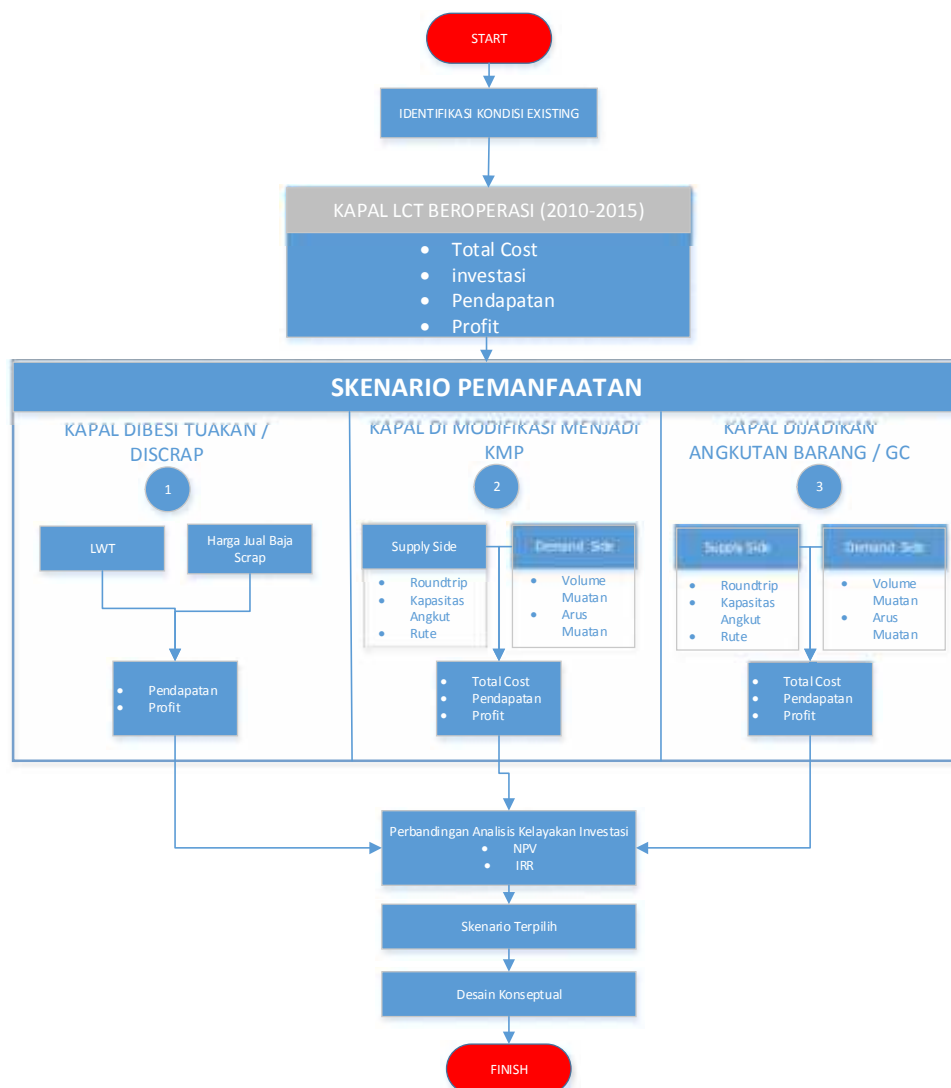 START
IDENTIFIKASI KONDISI EXISTING
KAPAL LCT BEROPERASI (2010-2015)
• Total Cost
• investasi
• Pendapatan
• Profit
SKENARIO PEMANFAATAN
KAPAL DIBESI TUAKAN /
DISCRAP
1
LWT
Harga Jual Baja
Scrap
• Pendapatan
• Profit
KAPAL DI MODIFIKASI MENJADI
KMP
2
Supply Side
Demand Side
• Roundtrip
• Kapasitas
Angkut
• Rute
• Volume
Muatan
• Arus
Muatan
• Total Cost
• Pendapatan
• Profit
KAPAL DIJADIKAN
ANGKUTAN BARANG / GC
3
Supply Side
Demand Side
• Roundtrip
• Kapasitas
Angkut
• Rute
• Volume
Muatan
• Arus
Muatan
• Total Cost
• Pendapatan
• Profit
Perbandingan Analisis Kelayakan Investasi
• NPV
• IRR
Skenario Terpilih
Desain Konseptual
FINISH